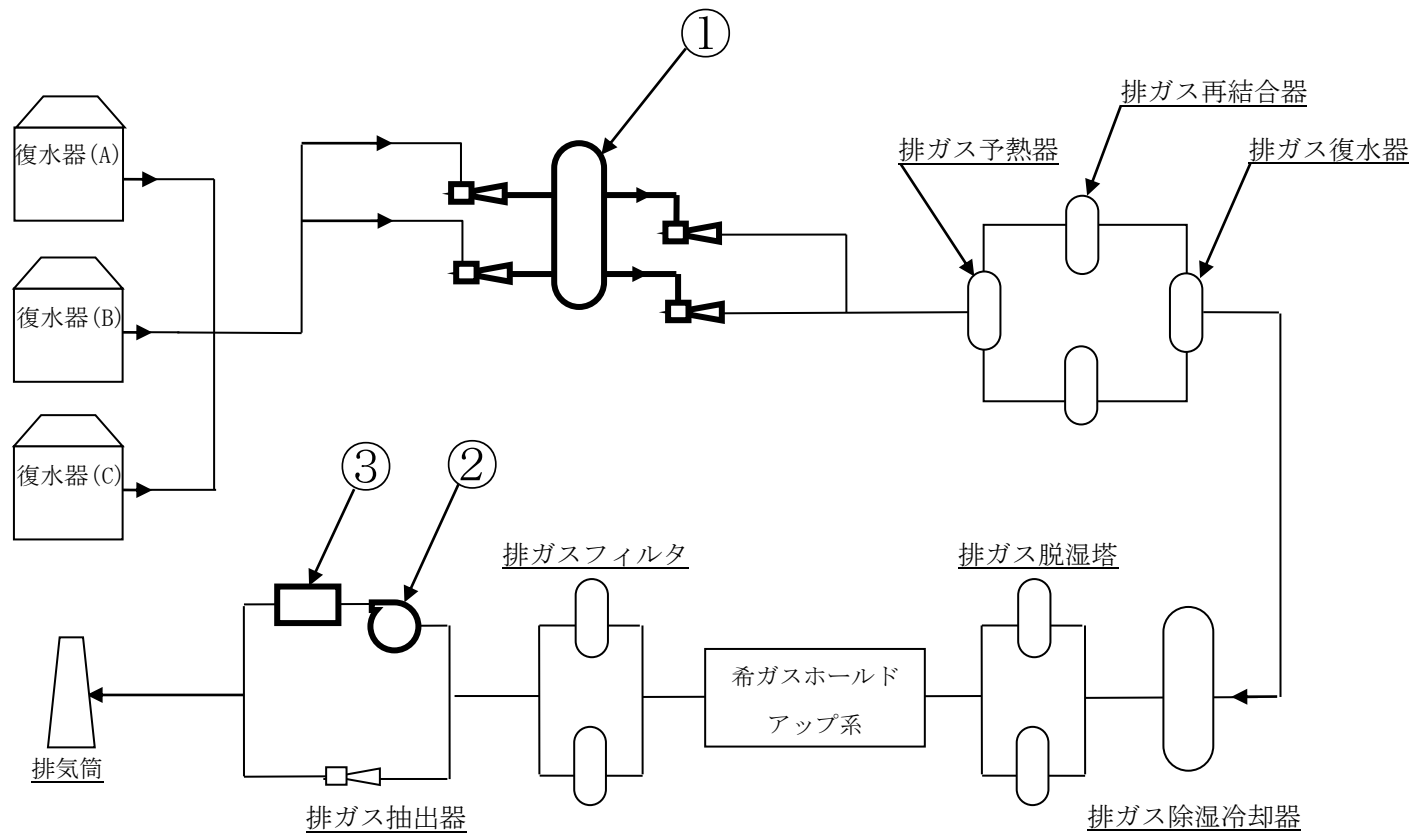 ①
排ガス再結合器
排ガス予熱器
排ガス復水器
復水器(A)
復水器(B)
復水器(C)
③
②
排ガスフィルタ
排ガス脱湿塔
希ガスホールド
アップ系
排気筒
排ガス抽出器
排ガス除湿冷却器